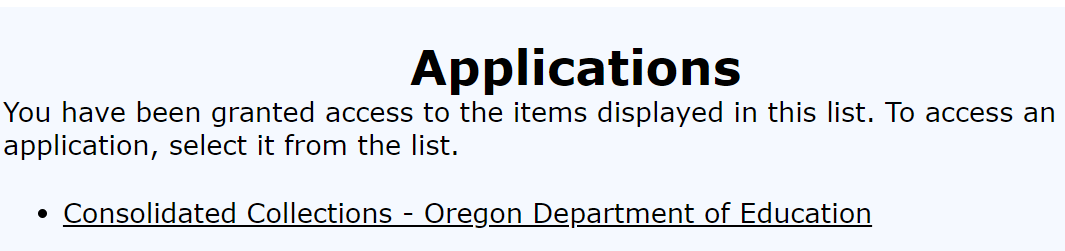 Applications
You have been granted access to the items displayed in this list. To access an
application, select it from the list.
• Consolidated Collections - Oregon Department of Education